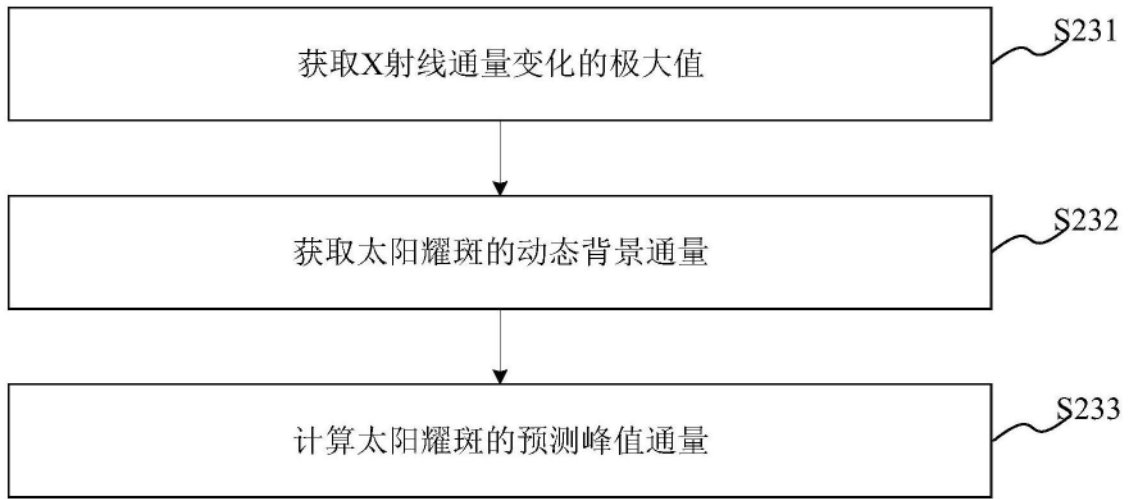 获取X射线通量变化的极大值
S231
获取太阳耀斑的动态背景通量
S232
计算太阳耀斑的预测峰值通量
S233